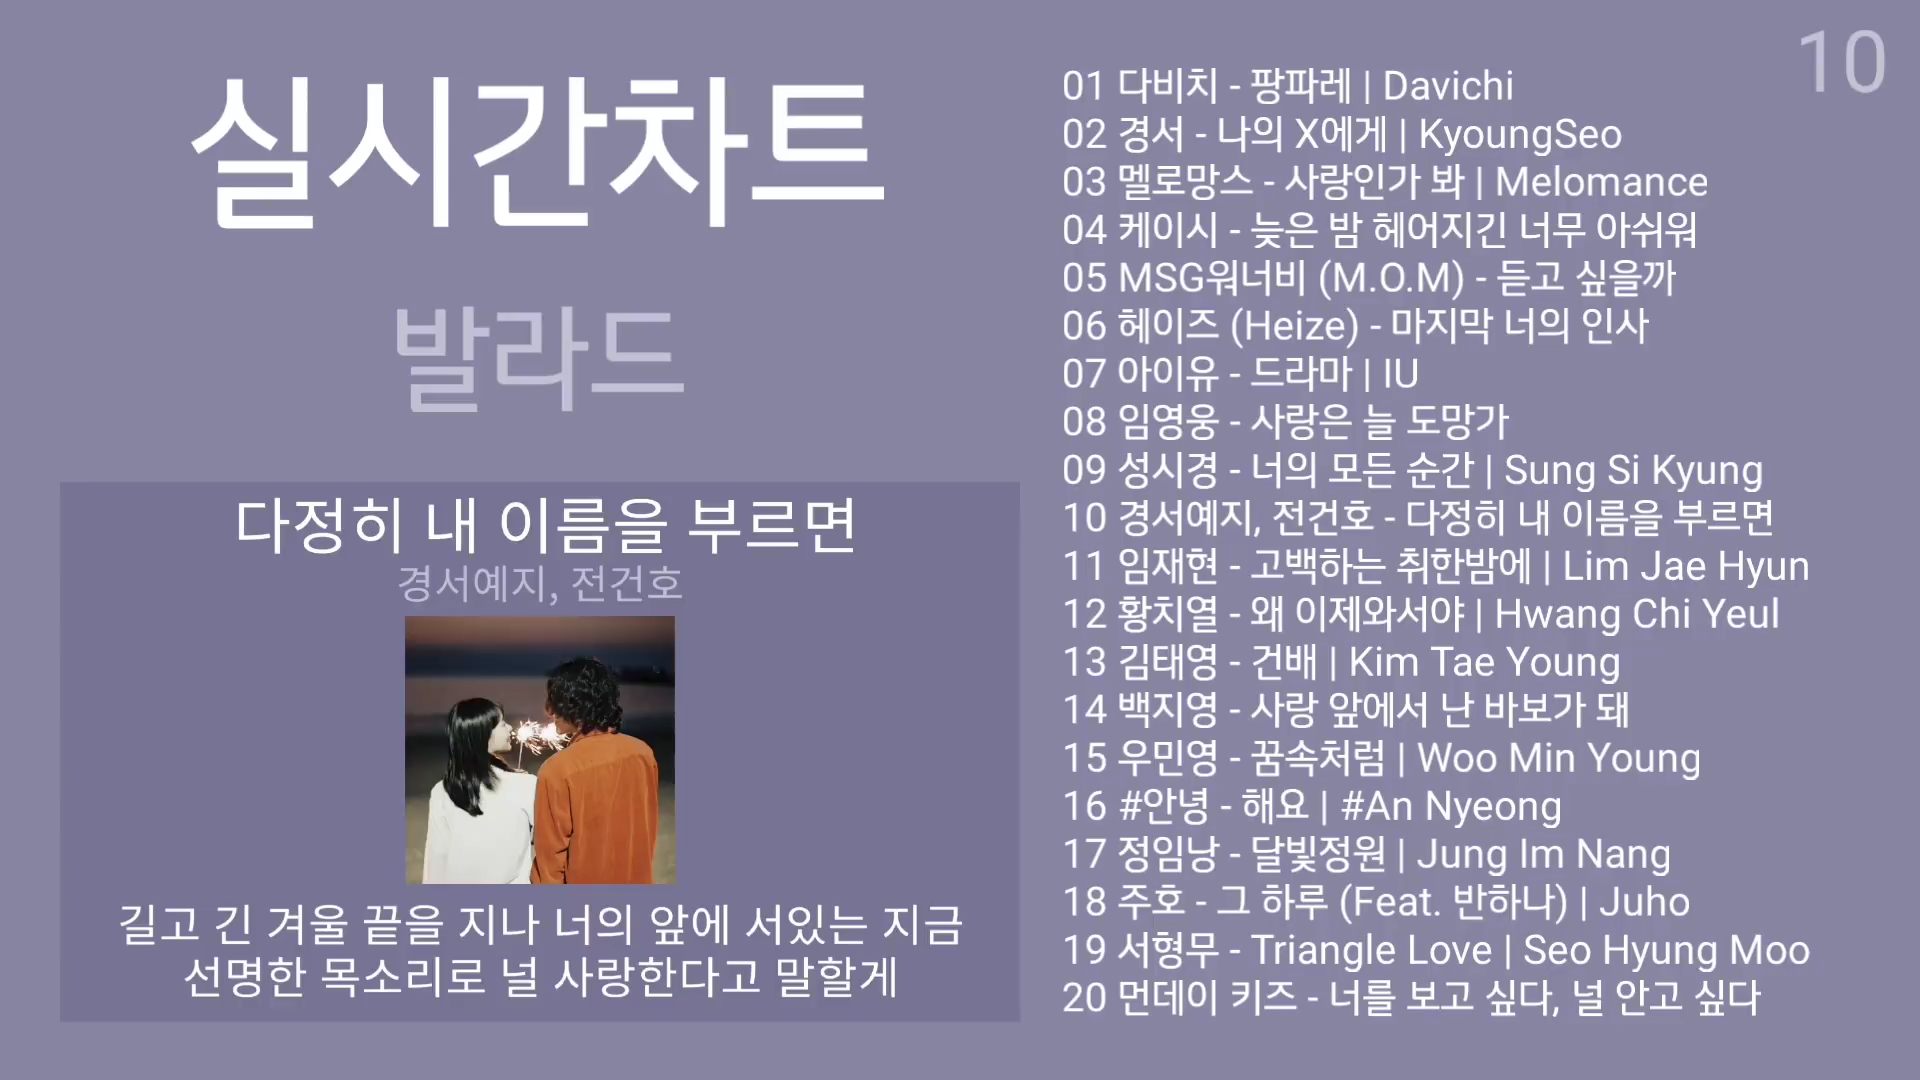 실시간차트
발라드
다정히 내 이름을 부르면
경서예지, 전건호
길고 긴 겨울 끝을 지나 너의 앞에 서있는 지금
선명한 목소리로 널 사랑한다고 말할게
10
01 다비치 - 팡파레 | Davichi
02 경서 - 나의 X에게 | KyoungSeo
03 멜로망스 - 사랑인가 봐 | Melomance
04 케이시 - 늦은 밤 헤어지긴 너무 아쉬워
05 MSG워너비 (M.O.M) - 듣고 싶을까
06 헤이즈 (Heize) - 마지막 너의 인사
07 아이유 - 드라마 | IU
08 임영웅 - 사랑은 늘 도망가
09 성시경 - 너의 모든 순간 | Sung Si Kyung
10 경서예지, 전건호 - 다정히 내 이름을 부르면
11 임재현 - 고백하는 취한밤에 | Lim Jae Hyun
12 황치열 - 왜 이제와서야 | Hwang Chi Yeul
13 김태영 - 건배 | Kim Tae Young
14 백지영 - 사랑 앞에서 난 바보가 돼
15 우민영 - 꿈속처럼 | Woo Min Young
16 #안녕 - 해요 | #An Nyeong
17 정임낭 - 달빛정원 | Jung Im Nang
18 주호 - 그 하루 (Feat. 반하나) | Juho
19 서형무 - Triangle Love | Seo Hyung Moo
20 먼데이 키즈 - 너를 보고 싶다, 널 안고 싶다